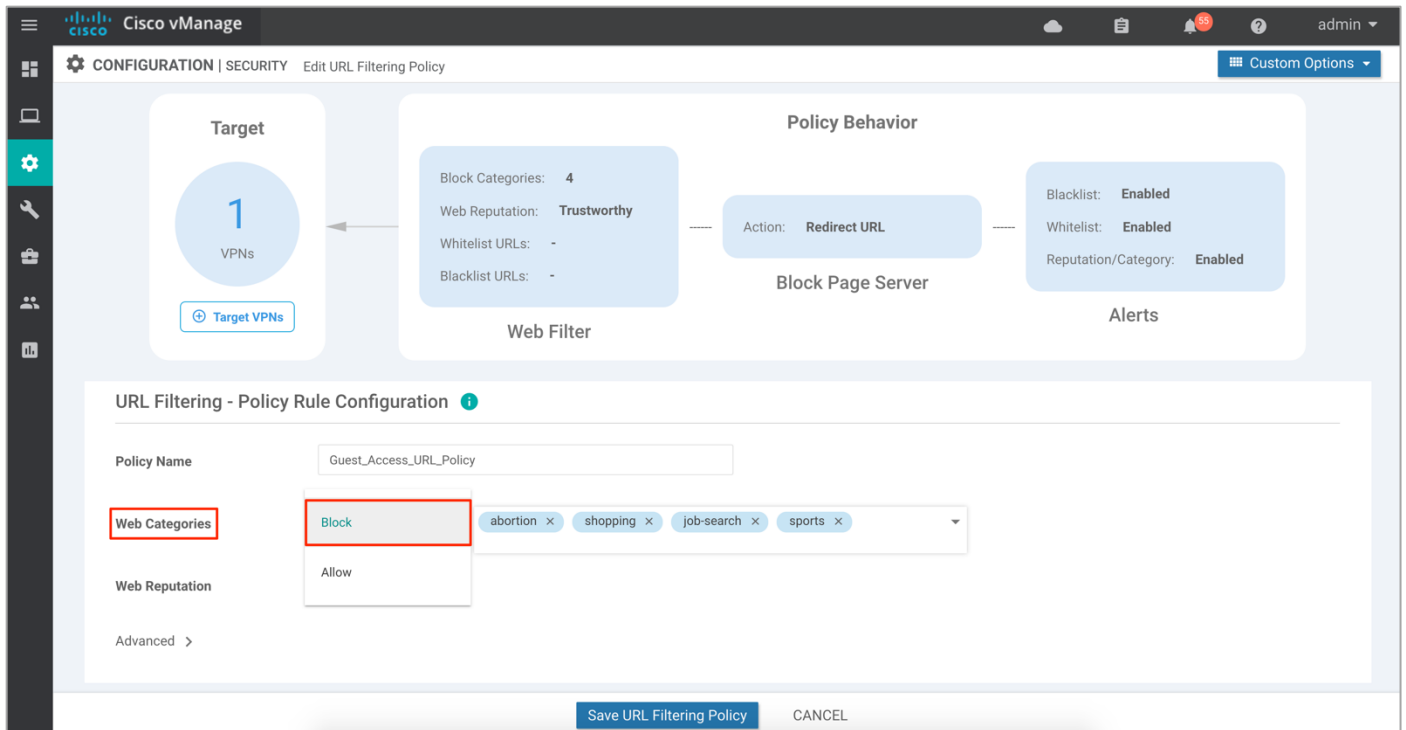 CISCO Cisco vManage 55 admin
CONFIGURATION | SECURITY Edit URL Filtering Policy Custom Options
Target
1
VPNs
Target VPNs
Policy Behavior
Block Categories: 4
Web Reputation: Trustworthy
Whitelist URLs: -
Blacklist URLs: -
Web Filter
Action: Redirect URL
Block Page Server
Blacklist: Enabled
Whitelist: Enabled
Reputation/Category: Enabled
Alerts
URL Filtering - Policy Rule Configuration
Policy Name Guest_Access_URL_Policy
Web Categories Block abortion × shopping × job-search × sports ×
Allow
Web Reputation
Advanced >
Save URL Filtering Policy CANCEL